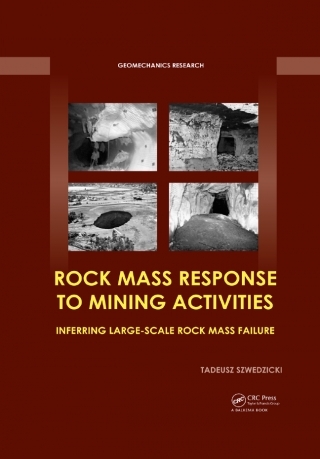 GEOMECHANICS RESEARCH
ROCK MASS RESPONSE
TO MINING ACTIVITIES
INFERRING LARGE-SCALE ROCK MASS FAILURE
TADEUSZ SZWEDZICKI
CRC Press
Taylor & Francis Group
A BALKEMA BOOK